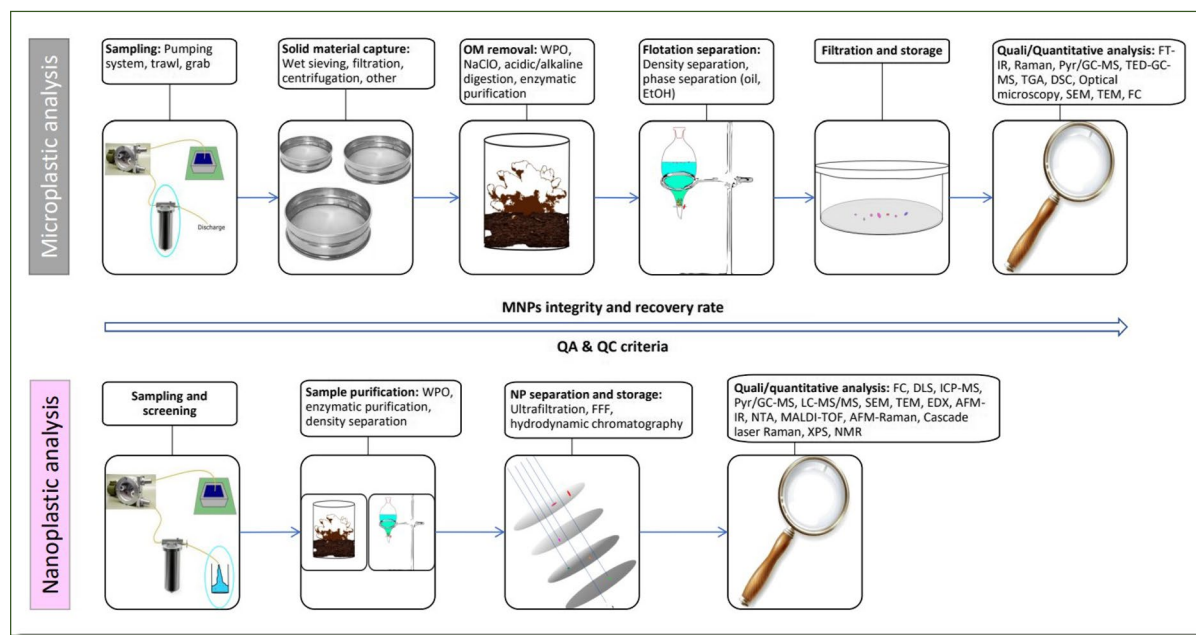 Microplastic analysis
Sampling: Pumping
system, trawl, grab
Solid material capture:
Wet sieving, filtration,
centrifugation, other
OM removal: WPO,
NaClO, acidic/alkaline
digestion, enzymatic
purification
Flotation separation:
Density separation,
phase separation (oil,
EtOH)
Filtration and storage
Quali/Quantitative analysis: FT-
IR, Raman, Pyr/GC-MS, TED-GC-
MS, TGA, DSC, Optical
microscopy, SEM, TEM, FC
Discharge
MNPs integrity and recovery rate
QA & QC criteria
Nanoplastic analysis
Sampling and
screening
Sample purification: WPO,
enzymatic purification,
density separation
NP separation and storage:
Ultrafiltration, FFF,
hydrodynamic chromatography
Quali/quantitative analysis: FC, DLS, ICP-MS,
Pyr/GC-MS, LC-MS/MS, SEM, TEM, EDX, AFM-
IR, NTA, MALDI-TOF, AFM-Raman, Cascade
laser Raman, XPS, NMR